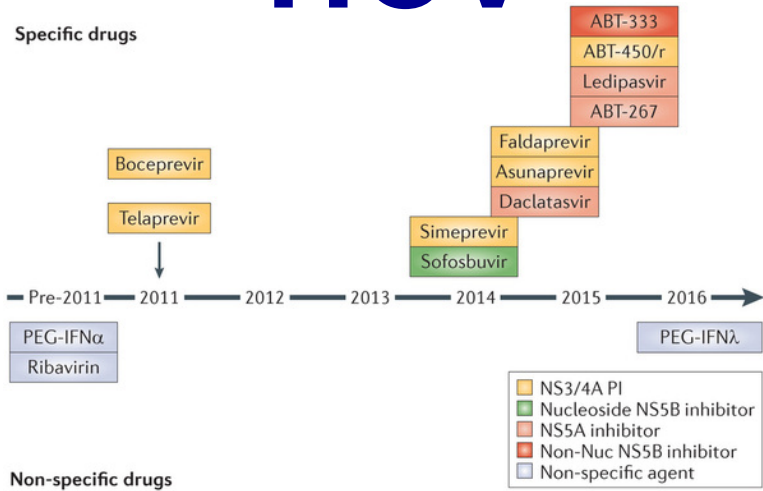 HCV
Specific drugs
ABT-333
ABT-450/r
Ledipasvir
ABT-267
Boceprevir
Faldaprevir
Asunaprevir
Telaprevir
Daclatasvir
Simeprevir
Sofosbuvir
Pre-2011 2011 2012 2013 2014 2015 2016
PEG-IFNα
PEG-IFNλ
Ribavirin
NS3/4A PI
Nucleoside NS5B inhibitor
NS5A inhibitor
Non-Nuc NS5B inhibitor
Non-specific agent
Non-specific drugs